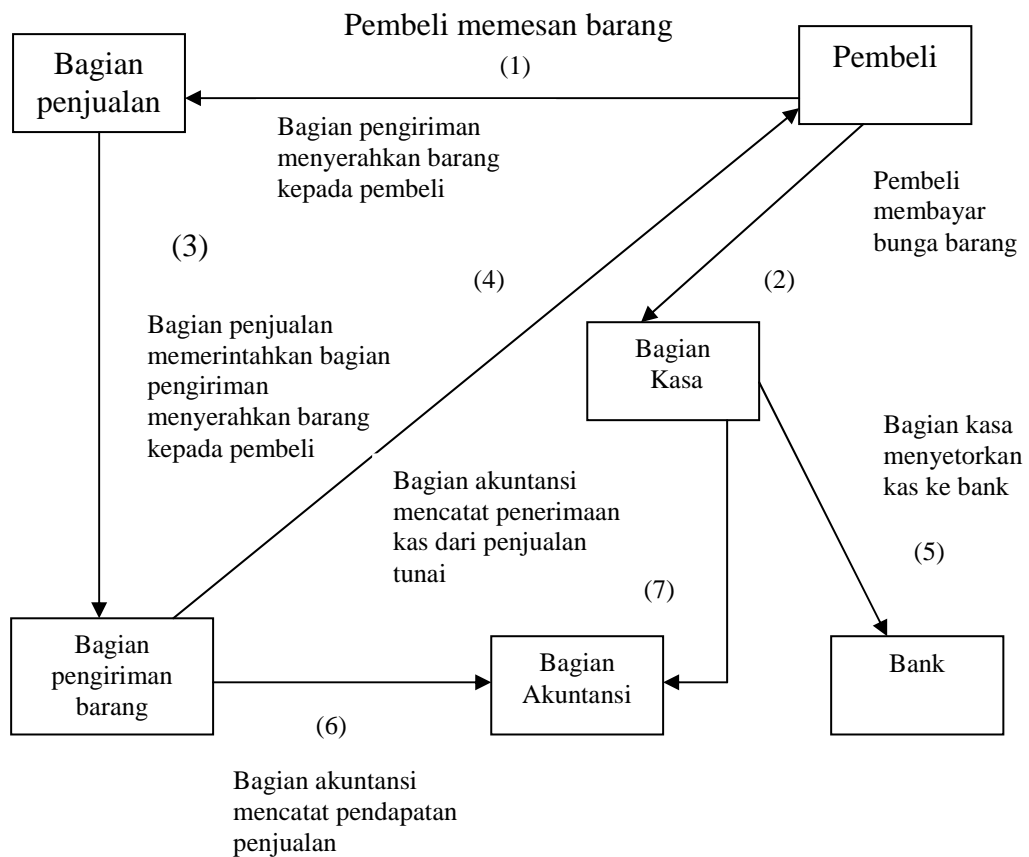 Pembeli memesan barang
(1)
Bagian
penjualan
Pembeli
Bagian pengiriman
menyerahkan barang
kepada pembeli
Pembeli
membayar
bunga barang
(3)
(4)
(2)
Bagian penjualan
memerintahkan bagian
pengiriman
menyerahkan barang
kepada pembeli
Bagian
Kasa
Bagian kasa
menyetorkan
kas ke bank
Bagian akuntansi
mencatat penerimaan
kas dari penjualan
tunai
(5)
(7)
Bagian
pengiriman
barang
Bagian
Akuntansi
Bank
(6)
Bagian akuntansi
mencatat pendapatan
penjualan